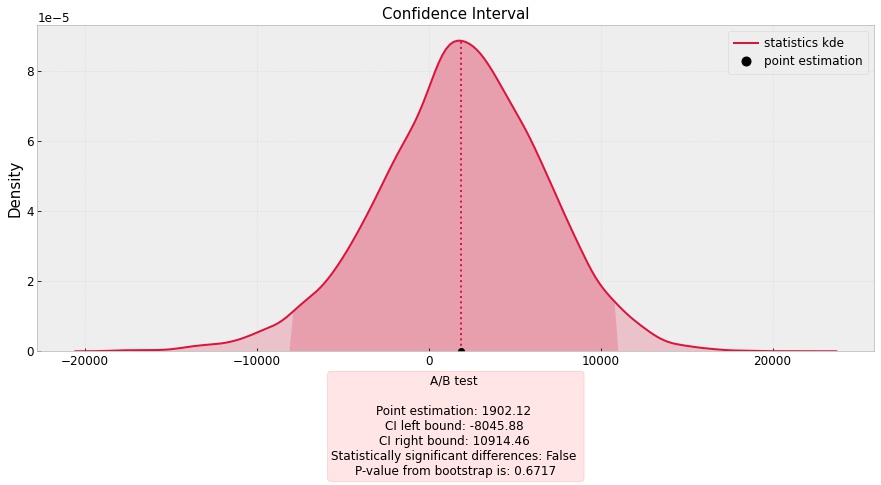 Confidence Interval
1e−5
statistics kde
point estimation
Density
8
6
4
2
0
−20000
−10000
0
10000
20000
A/B test
Point estimation: 1902.12
CI left bound: -8045.88
CI right bound: 10914.46
Statistically significant differences: False
P-value from bootstrap is: 0.6717